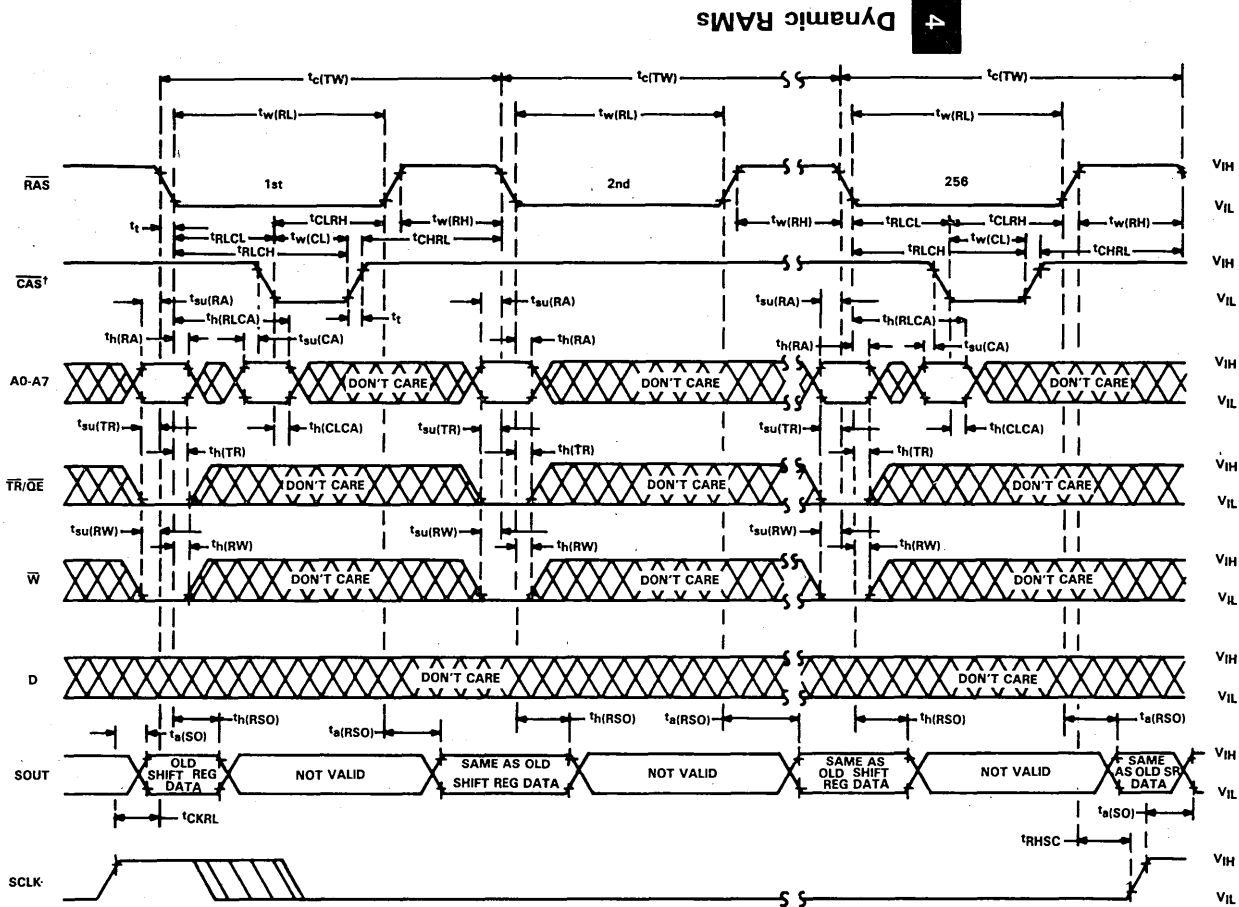 4
Dynamic RAMs
tc(TW) tc(TW) tc(TW)
tw(RL) tw(RL) tw(RL)
RAS 1st 2nd 256 VIH
VIL
tt tCLRH tw(RH) tw(RH) tRLCL tCLRH tw(RH)
tRLCL tw(CL) tCHRL tw(CL)
tRLCH tRLCH tCHRL
CAS† VIH
VIL
tsu(RA) tsu(RA) tsu(RA)
th(RLCA) tt th(RLCA)
th(RA) tsu(CA) th(RA) th(RA) tsu(CA)
A0-A7 DON'T CARE DON'T CARE DON'T CARE VIH
VIL
tsu(TR) th(CLCA) tsu(TR) tsu(TR) th(CLCA)
th(TR) th(TR) th(TR)
TR/QE DON'T CARE DON'T CARE DON'T CARE VIH
VIL
tsu(RW) tsu(RW) tsu(RW)
th(RW) th(RW) th(RW)
W DON'T CARE DON'T CARE DON'T CARE VIH
VIL
D DON'T CARE DON'T CARE VIH
VIL
th(RSO) th(RSO) ta(RSO) th(RSO) ta(RSO)
ta(SO) ta(RSO)
SOUT OLD SHIFT REG DATA NOT VALID SAME AS OLD SHIFT REG DATA NOT VALID SAME AS OLD SHIFT REG DATA NOT VALID SAME AS OLD SR DATA VIH
VIL
tCKRL ta(SO)
tRHSC
SCLK VIH
VIL